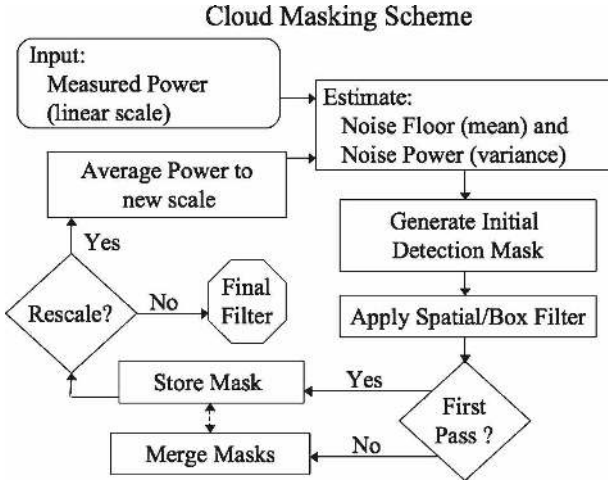 Cloud Masking Scheme
Input:
Measured Power
(linear scale)
Estimate:
Noise Floor (mean) and
Noise Power (variance)
Average Power to
new scale
Generate Initial
Detection Mask
Yes
Rescale?
No
Final
Filter
Apply Spatial/Box Filter
Store Mask
Yes
First
Pass ?
Merge Masks
No